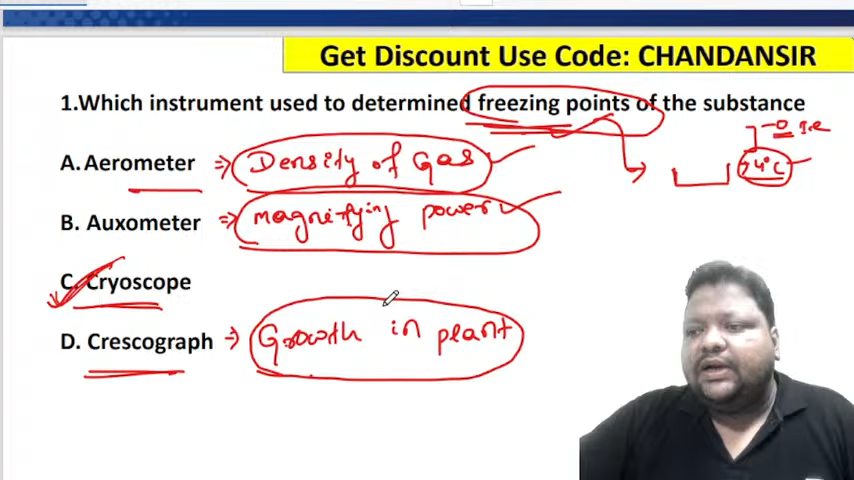 Get Discount Use Code: CHANDANSIR
1.Which instrument used to determined freezing points of the substance
A. Aerometer ⇒ Density of Gas
B. Auxometer ⇒ magnifying power
C. Cryoscope
D. Crescograph ⇒ Growth in plant
4°C